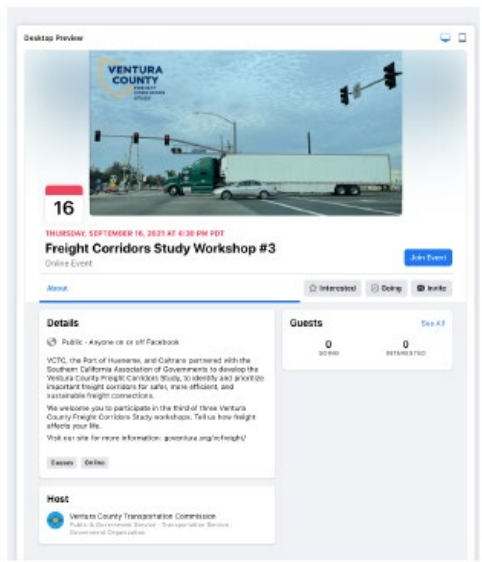 Desktop Preview
VENTURA
COUNTY
FREIGHT
CORRIDORS
STUDY
16
THURSDAY, SEPTEMBER 16, 2021 AT 4:30 PM PDT
Freight Corridors Study Workshop #3
Online Event
Join Event
About
Interested
Going
Invite
Details
Public · Anyone on or off Facebook
VCTC, the Port of Hueneme, and Caltrans partnered with the
Southern California Association of Governments to develop the
Ventura County Freight Corridors Study, to identify and prioritize
important freight corridors for safer, more efficient, and
sustainable freight connections.
We welcome you to participate in the third of three Ventura
County Freight Corridors Study workshops. Tell us how freight
affects your life.
Visit our site for more information: goventura.org/vcfreight/
Causes
Online
Guests
See All
0
GOING
0
INTERESTED
Host
Ventura County Transportation Commission
Public & Government Service · Transportation Service ·
Government Organization